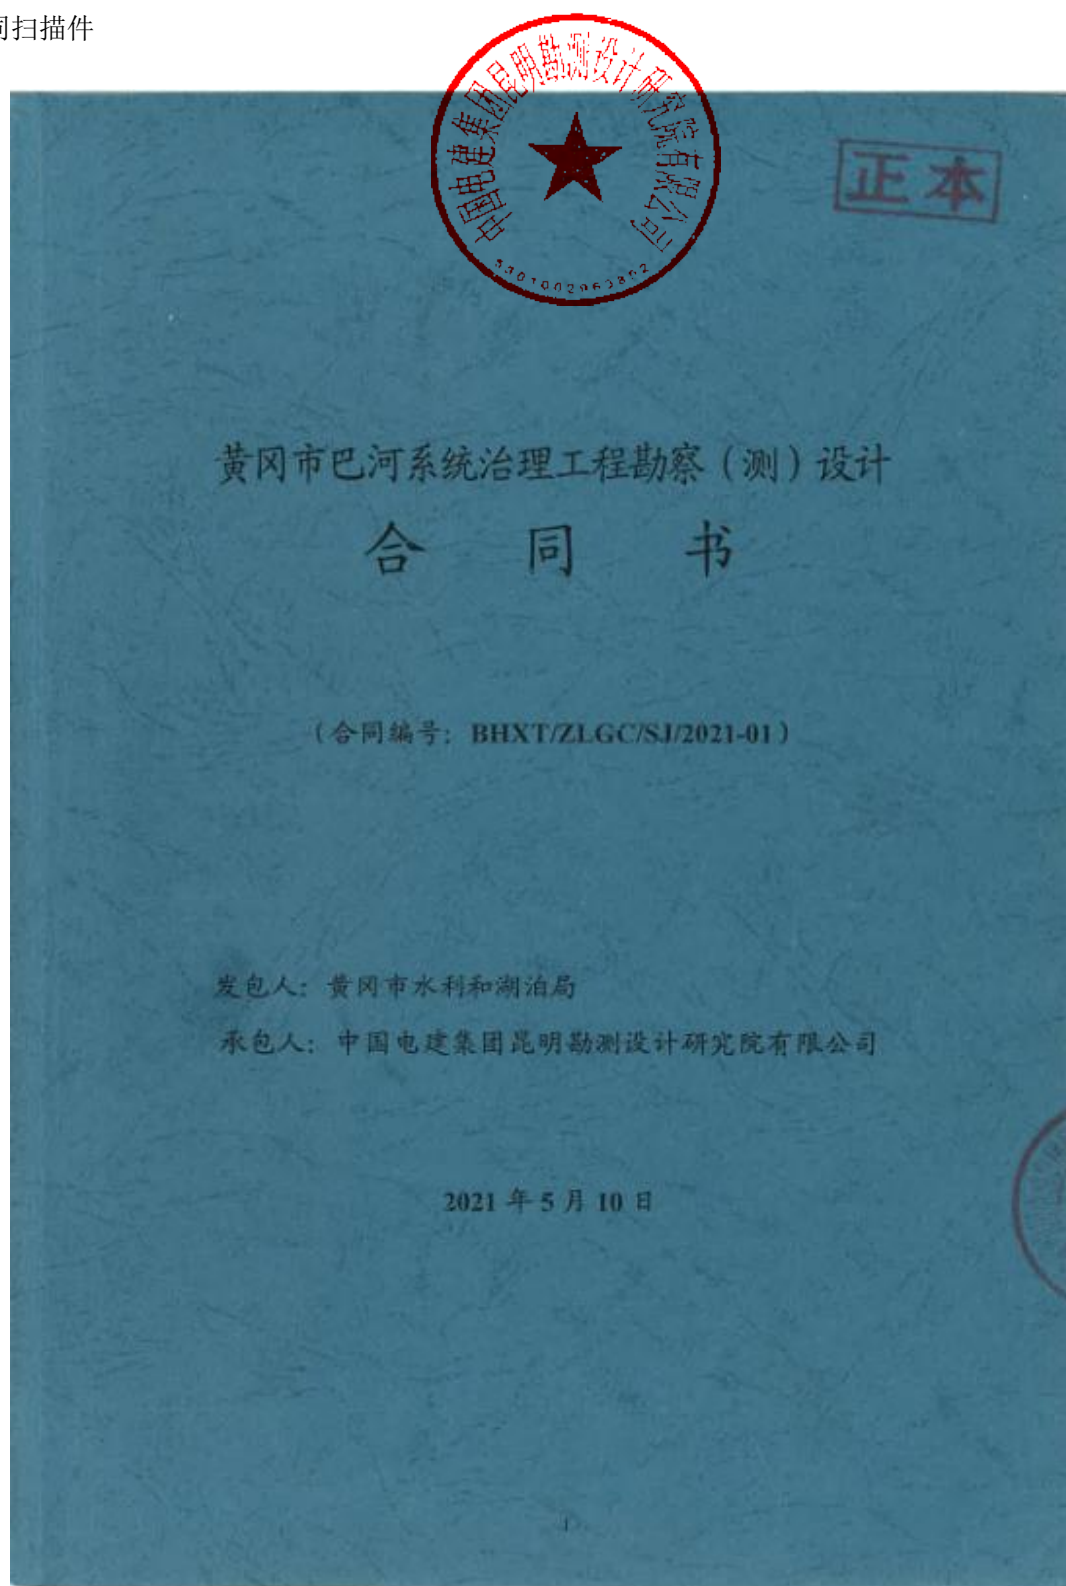 同扫描件
中国电建集团昆明勘测设计研究院有限公司
正本
黄冈市巴河系统治理工程勘察（测）设计
合同书
（合同编号：BHXT/ZLGC/SJ/2021-01）
发包人：黄冈市水利和湖泊局
承包人：中国电建集团昆明勘测设计研究院有限公司
2021 年 5 月 10 日
1